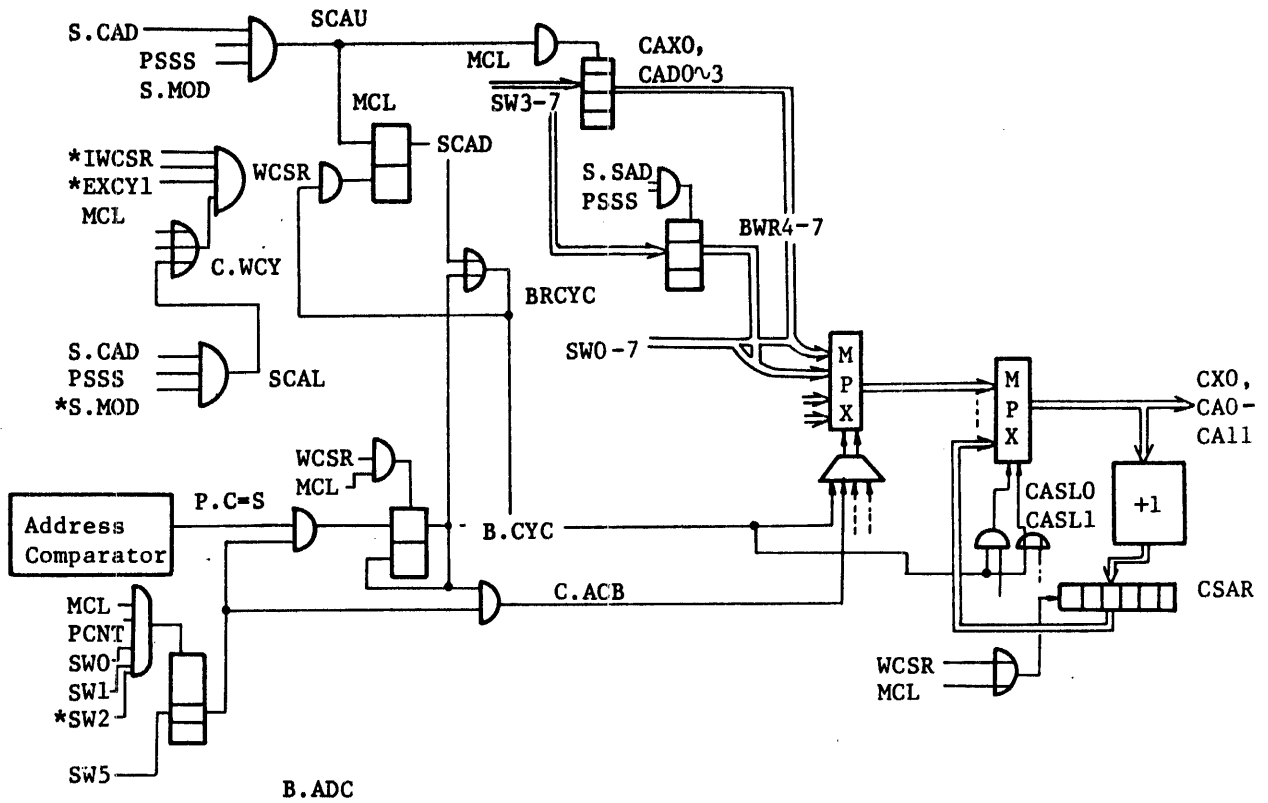 SCAU
S.CAD
PSSS
S.MOD
MCL
CAX0,
CAD0~3
SW3-7
MCL
SCAD
*IWCSR
*EXCY1
MCL
WCSR
S.SAD
PSSS
BWR4-7
C.WCY
BRCYC
SW0-7
S.CAD
PSSS
*S.MOD
SCAL
M
P
X
M
P
X
CX0,
CA0-
CA11
WCSR
MCL
P.C=S
Address
Comparator
B.CYC
CASL0
CASL1
+1
C.ACB
CSAR
MCL
PCNT
SW0
SW1
*SW2
SW5
WCSR
MCL
B.ADC